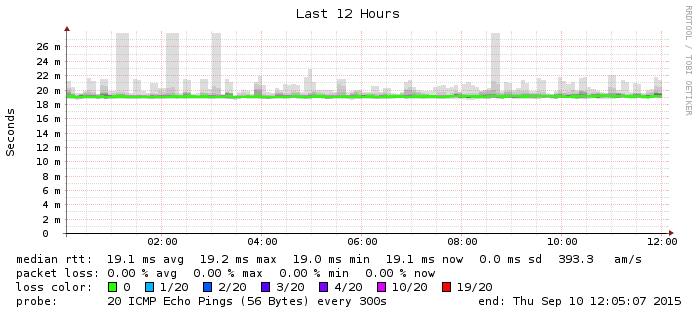 Last 12 Hours
RRDTOOL / TOBI OETIKER
Seconds
26 m
24 m
22 m
20 m
18 m
16 m
14 m
12 m
10 m
8 m
6 m
4 m
2 m
0
02:00 04:00 06:00 08:00 10:00 12:00
median rtt: 19.1 ms avg 19.2 ms max 19.0 ms min 19.1 ms now 0.0 ms sd 393.3 am/s
packet loss: 0.00 % avg 0.00 % max 0.00 % min 0.00 % now
loss color: 0 1/20 2/20 3/20 4/20 10/20 19/20
probe: 20 ICMP Echo Pings (56 Bytes) every 300s end: Thu Sep 10 12:05:07 2015